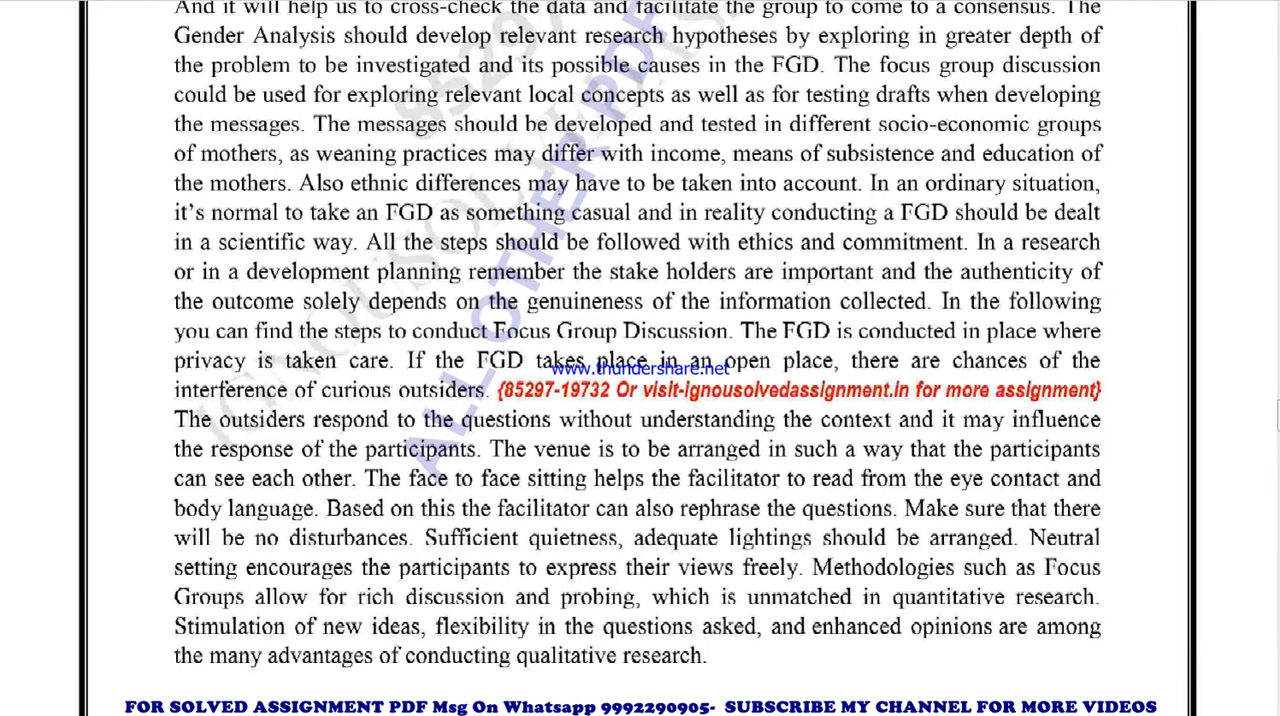 And it will help us to cross-check the data and facilitate the group to come to a consensus. The
Gender Analysis should develop relevant research hypotheses by exploring in greater depth of
the problem to be investigated and its possible causes in the FGD. The focus group discussion
could be used for exploring relevant local concepts as well as for testing drafts when developing
the messages. The messages should be developed and tested in different socio-economic groups
of mothers, as weaning practices may differ with income, means of subsistence and education of
the mothers. Also ethnic differences may have to be taken into account. In an ordinary situation,
it's normal to take an FGD as something casual and in reality conducting a FGD should be dealt
in a scientific way. All the steps should be followed with ethics and commitment. In a research
or in a development planning remember the stake holders are important and the authenticity of
the outcome solely depends on the genuineness of the information collected. In the following
you can find the steps to conduct Focus Group Discussion. The FGD is conducted in place where
privacy is taken care. If the FGD takes place in an open place, there are chances of the
www.thundershare.net
interference of curious outsiders. {85297-19732 Or visit-ignousolvedassignment.in for more assignment}
The outsiders respond to the questions without understanding the context and it may influence
the response of the participants. The venue is to be arranged in such a way that the participants
can see each other. The face to face sitting helps the facilitator to read from the eye contact and
body language. Based on this the facilitator can also rephrase the questions. Make sure that there
will be no disturbances. Sufficient quietness, adequate lightings should be arranged. Neutral
setting encourages the participants to express their views freely. Methodologies such as Focus
Groups allow for rich discussion and probing, which is unmatched in quantitative research.
Stimulation of new ideas, flexibility in the questions asked, and enhanced opinions are among
the many advantages of conducting qualitative research.
ALL OTHER PDF
FOR SOLVED ASSIGNMENT PDF Msg On Whatsapp 9992290905- SUBSCRIBE MY CHANNEL FOR MORE VIDEOS